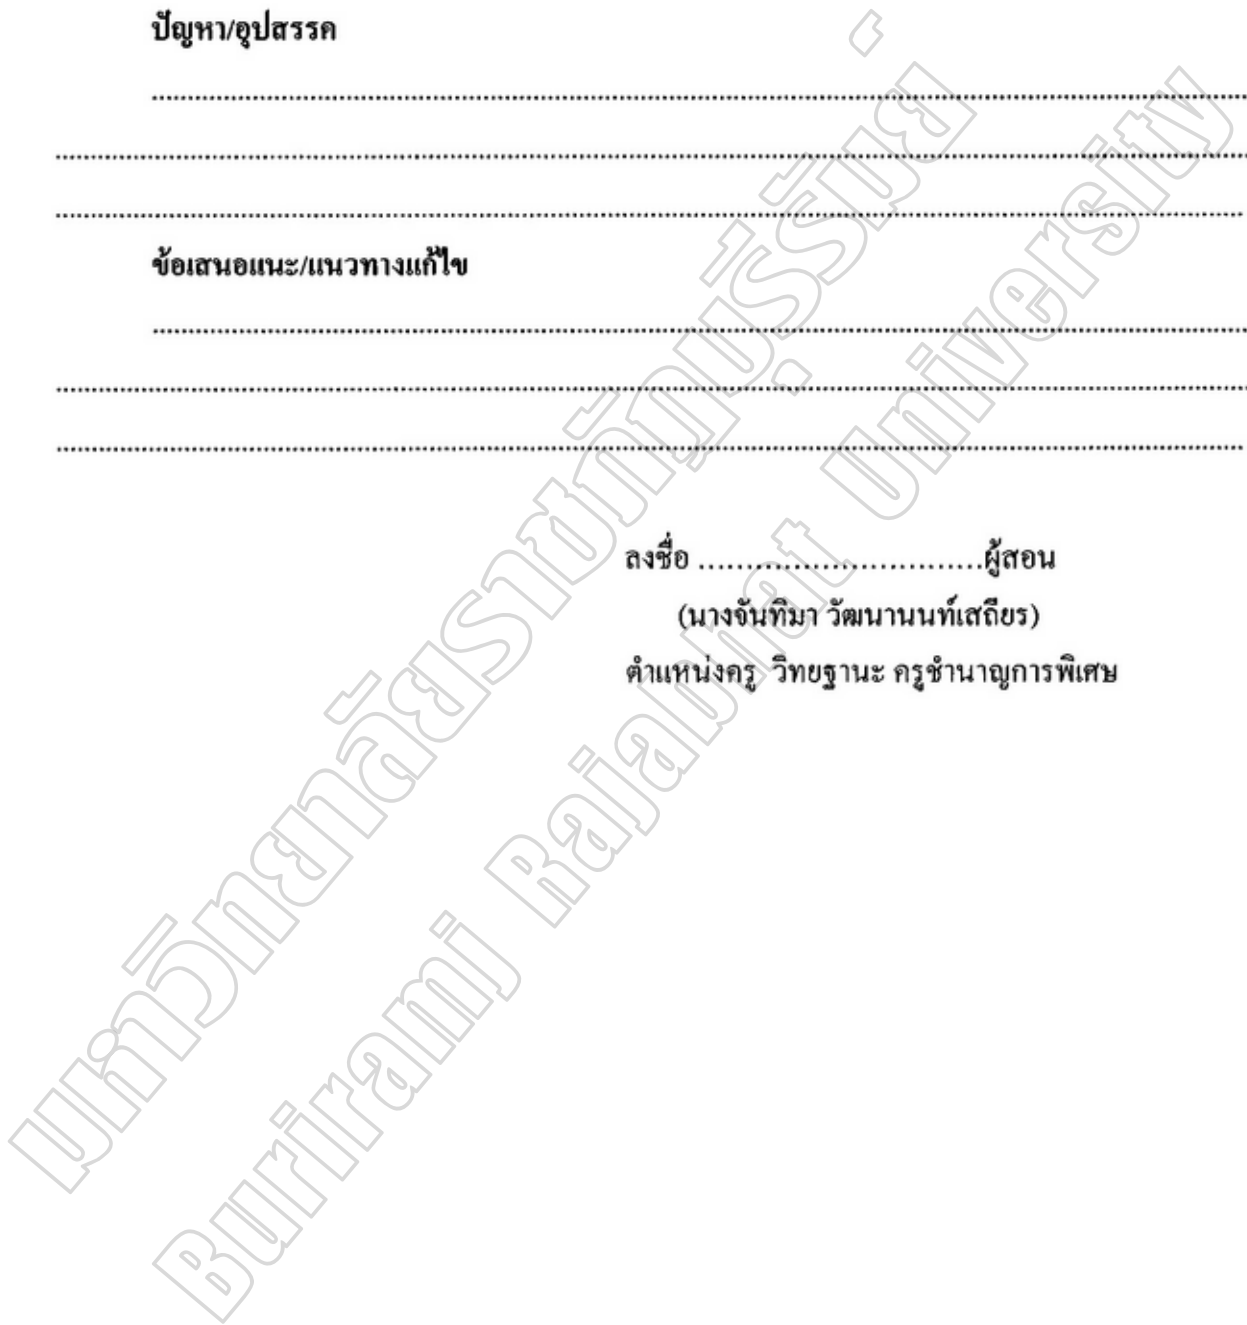 ปัญหา/อุปสรรค
................................................................................
................................................................................
................................................................................
ข้อเสนอแนะ/แนวทางแก้ไข
................................................................................
................................................................................
................................................................................
ลงชื่อ ..............................ผู้สอน
(นางจันทิมา วัฒนานนท์เสถียร)
ตำแหน่งครู วิทยฐานะ ครูชำนาญการพิเศษ
มหาวิทยาลัยราชภัฏบุรีรัมย์
Buriramj Rajabhat University